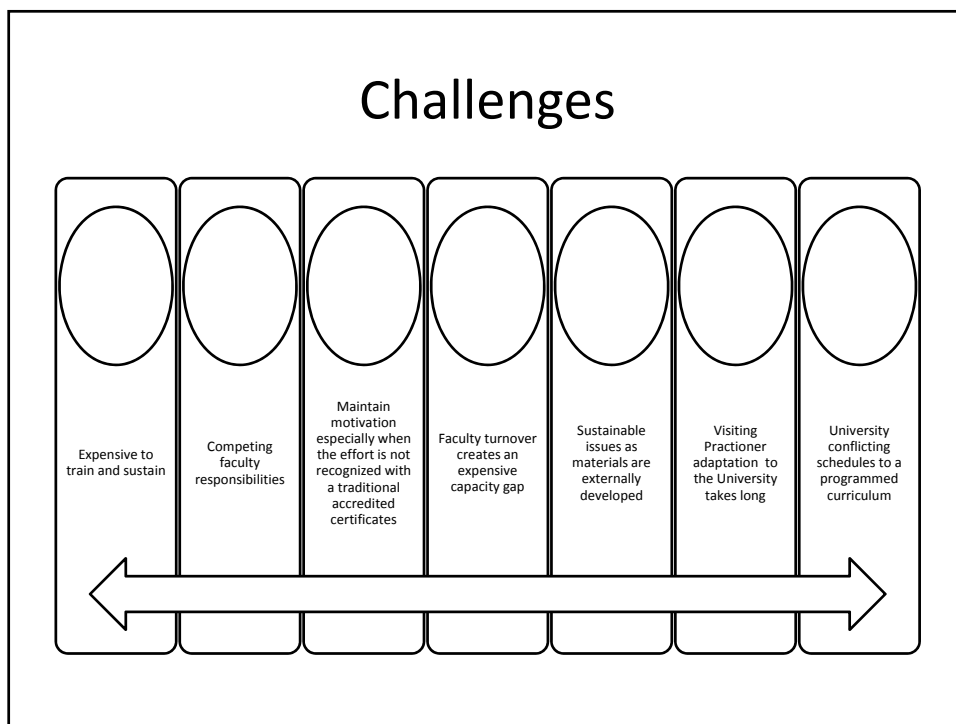 Challenges
Expensive to
train and sustain
Competing
faculty
responsibilities
Maintain
motivation
especially when
the effort is not
recognized with
a traditional
accredited
certificates
Faculty turnover
creates an
expensive
capacity gap
Sustainable
issues as
materials are
externally
developed
Visiting
Practioner
adaptation to
the University
takes long
University
conflicting
schedules to a
programmed
curriculum